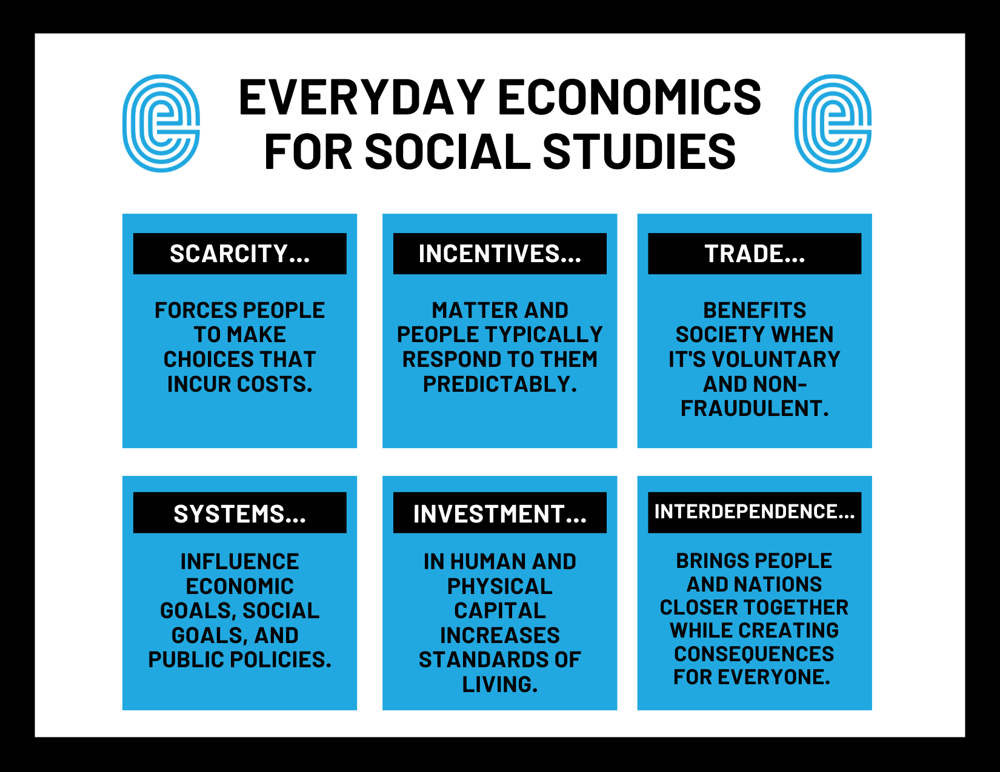 EVERYDAY ECONOMICS
FOR SOCIAL STUDIES
SCARCITY...
FORCES PEOPLE
TO MAKE
CHOICES THAT
INCUR COSTS.
INCENTIVES...
MATTER AND
PEOPLE TYPICALLY
RESPOND TO THEM
PREDICTABLY.
TRADE...
BENEFITS
SOCIETY WHEN
IT'S VOLUNTARY
AND NON-
FRAUDULENT.
SYSTEMS...
INFLUENCE
ECONOMIC
GOALS, SOCIAL
GOALS, AND
PUBLIC POLICIES.
INVESTMENT...
IN HUMAN AND
PHYSICAL
CAPITAL
INCREASES
STANDARDS OF
LIVING.
INTERDEPENDENCE...
BRINGS PEOPLE
AND NATIONS
CLOSER TOGETHER
WHILE CREATING
CONSEQUENCES
FOR EVERYONE.